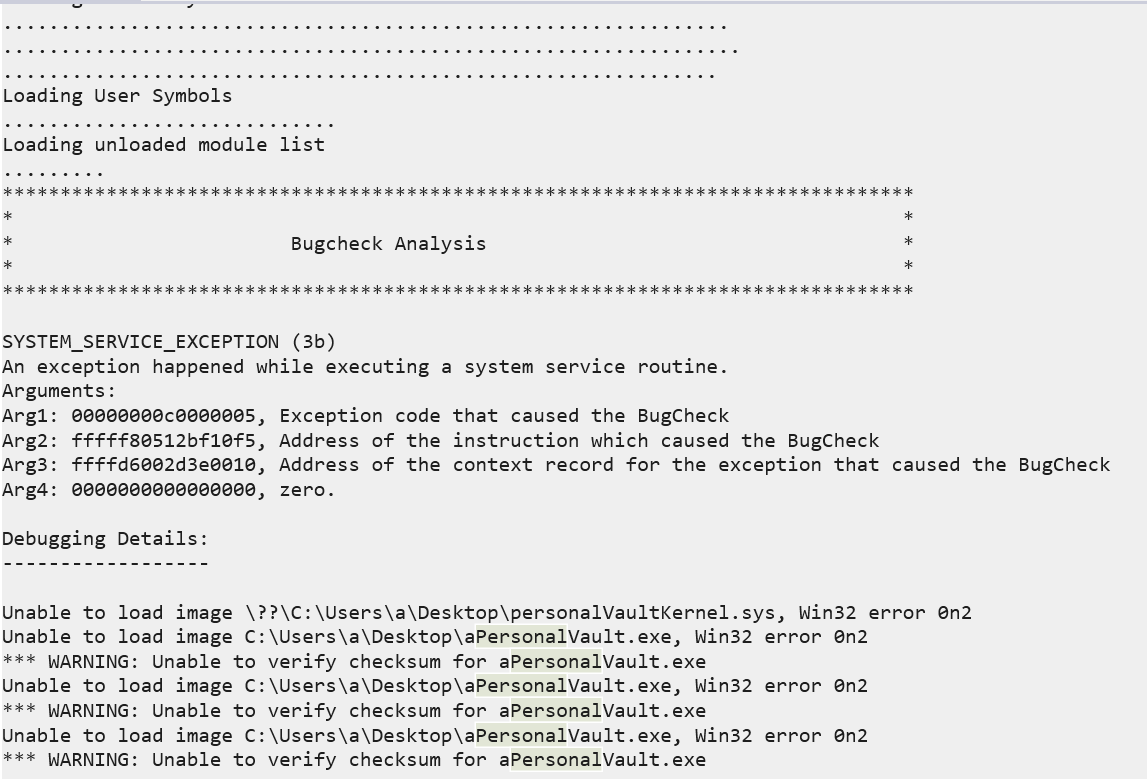 .................................................................
................................................................
..............................................................
Loading User Symbols
.............................
Loading unloaded module list
.........
*******************************************************************************
*                                                                             *
*                        Bugcheck Analysis                                    *
*                                                                             *
*******************************************************************************
SYSTEM_SERVICE_EXCEPTION (3b)
An exception happened while executing a system service routine.
Arguments:
Arg1: 00000000c0000005, Exception code that caused the BugCheck
Arg2: fffff80512bf10f5, Address of the instruction which caused the BugCheck
Arg3: ffffd6002d3e0010, Address of the context record for the exception that caused the BugCheck
Arg4: 0000000000000000, zero.
Debugging Details:
------------------
Unable to load image \??\C:\Users\a\Desktop\personalVaultKernel.sys, Win32 error 0n2
Unable to load image C:\Users\a\Desktop\aPersonalVault.exe, Win32 error 0n2
*** WARNING: Unable to verify checksum for aPersonalVault.exe
Unable to load image C:\Users\a\Desktop\aPersonalVault.exe, Win32 error 0n2
*** WARNING: Unable to verify checksum for aPersonalVault.exe
Unable to load image C:\Users\a\Desktop\aPersonalVault.exe, Win32 error 0n2
*** WARNING: Unable to verify checksum for aPersonalVault.exe